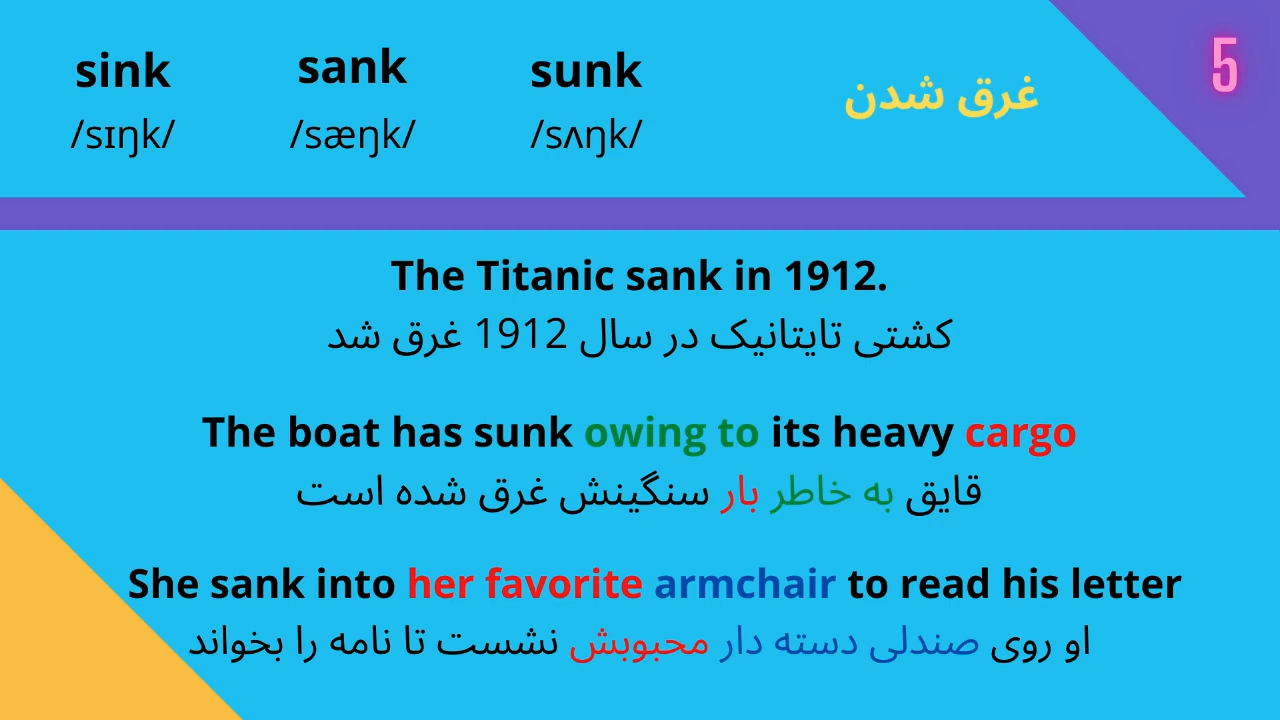 sink sank sunk
/sɪŋk/ /sæŋk/ /sʌŋk/
غرق شدن
5
The Titanic sank in 1912.
کشتی تایتانیک در سال 1912 غرق شد
The boat has sunk owing to its heavy cargo
قایق به خاطر بار سنگینش غرق شده است
She sank into her favorite armchair to read his letter
او روی صندلی دسته دار محبوبش نشست تا نامه را بخواند